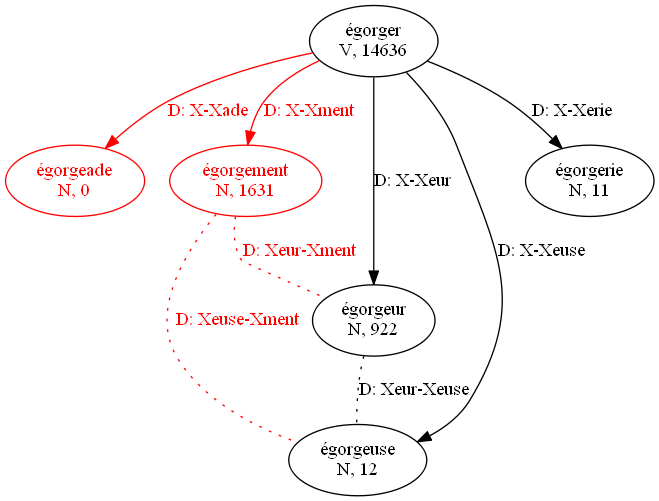 égorger
V, 14636
D: X-Xade
D: X-Xment
D: X-Xerie
égorgeade
N, 0
égorgement
N, 1631
D: X-Xeur
égorgerie
N, 11
D: Xeur-Xment
D: X-Xeuse
D: Xeuse-Xment
égorgeur
N, 922
D: Xeur-Xeuse
égorgeuse
N, 12